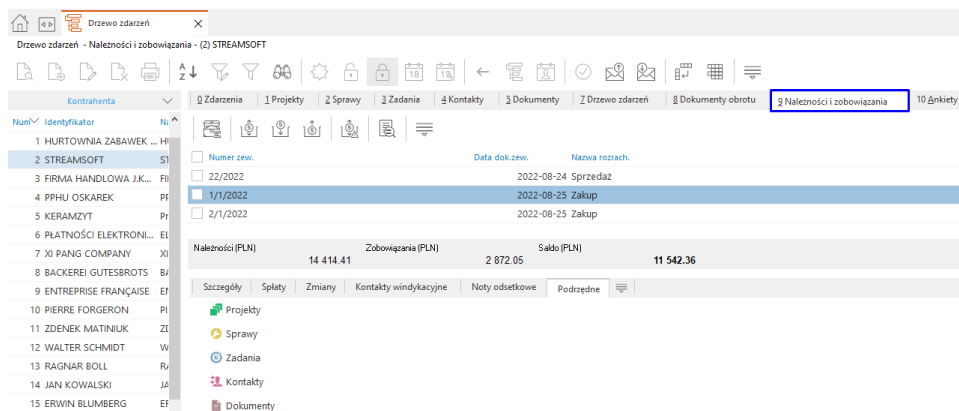 Drzewo zdarzeń
Drzewo zdarzeń - Należności i zobowiązania - (2) STREAMSOFT
Kontrahenta
Num Identyfikator Na
1 HURTOWNIA ZABAWEK ... HU
2 STREAMSOFT ST
3 FIRMA HANDLOWA J.K... FII
4 PPHU OSKAREK PP
5 KERAMZYT Pr
6 PŁATNOŚCI ELEKTRONI... EL
7 XI PANG COMPANY XI
8 BACKEREI GUTESBROTS BA
9 ENTREPRISE FRANÇAISE EN
10 PIERRE FORGERON PI
11 ZDENEK MATINIUK ZD
12 WALTER SCHMIDT W
13 RAGNAR BOLL RA
14 JAN KOWALSKI JA
15 ERWIN BLUMBERG
0 Zdarzenia 1 Projekty 2 Sprawy 3 Zadania 4 Kontakty 5 Dokumenty 7 Drzewo zdarzeń 8 Dokumenty obrotu 9 Należności i zobowiązania 10 Ankiety
Numer zew. Data dok.zew. Nazwa rozrach.
22/2022 2022-08-24 Sprzedaż
1/1/2022 2022-08-25 Zakup
2/1/2022 2022-08-25 Zakup
Należności (PLN) Zobowiązania (PLN) Saldo (PLN)
14 414.41 2 872.05 11 542.36
Szczegóły Spłaty Zmiany Kontakty windykacyjne Noty odsetkowe Podrzędne
Projekty
Sprawy
Zadania
Kontakty
Dokumenty